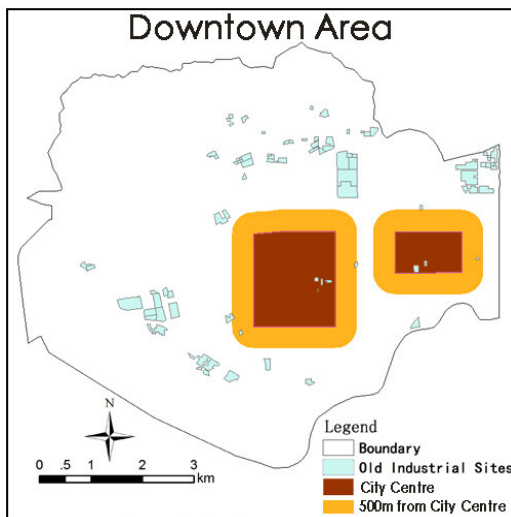 Downtown Area
N
0 .5 1 2 3
km
Legend
Boundary
Old Industrial Sites
City Centre
500m from City Centre